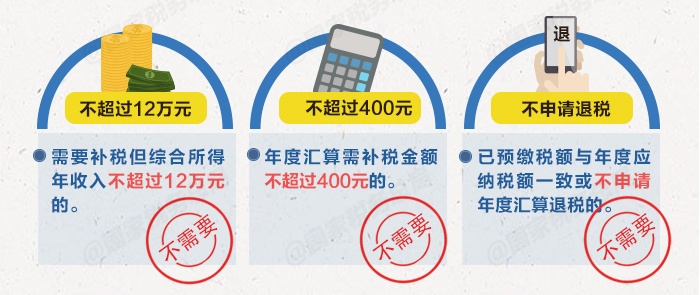 退
不超过12万元
不超过400元
不申请退税
需要补税但综合所得
年收入不超过12万元
的。
不需要
年度汇算需补税金额
不超过400元的。
不需要
已预缴税额与年度应
纳税额一致或不申请
年度汇算退税的。
不需要